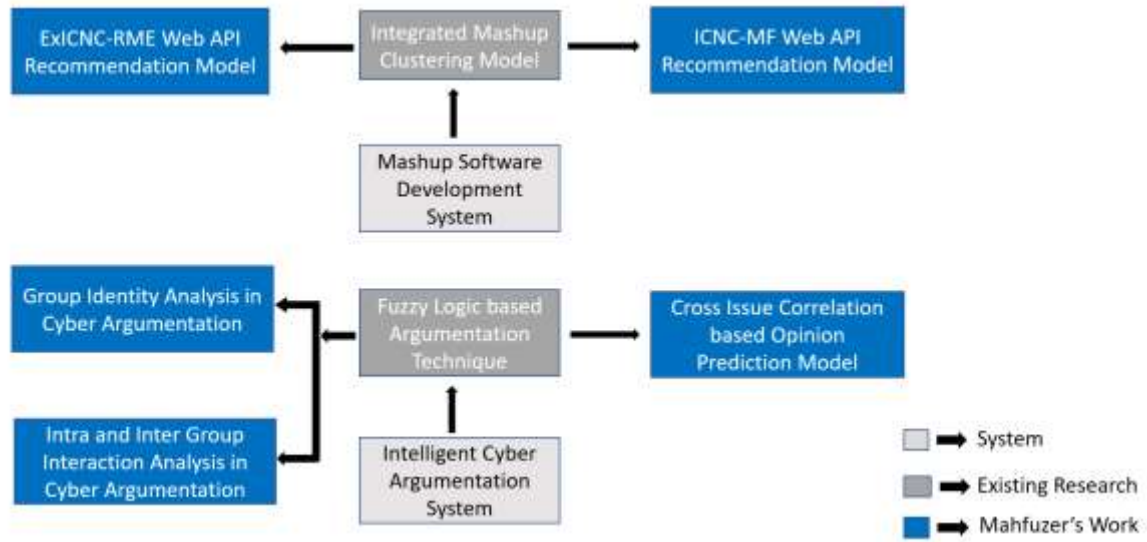 ExICNC-RME Web API
Recommendation Model
Integrated Mashup
Clustering Model
ICNC-MF Web API
Recommendation Model
Mashup Software
Development
System
Group Identity Analysis in
Cyber Argumentation
Fuzzy Logic based
Argumentation
Technique
Cross Issue Correlation
based Opinion
Prediction Model
Intra and Inter Group
Interaction Analysis in
Cyber Argumentation
Intelligent Cyber
Argumentation
System
System
Existing Research
Mahfuzer's Work